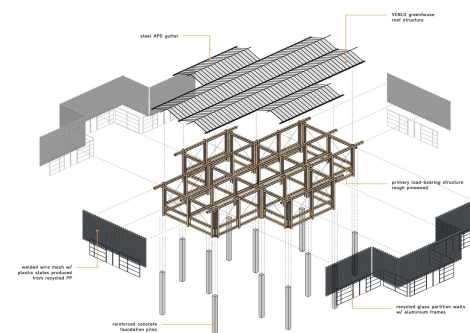 VENLO greenhouse
roof structure
steel APD gutter
primary load-bearing structure
rough pinewood
welded wire mesh w/
plastic slates produced
from recycled PP
recycled glass partition walls
w/ aluminium frames
reinforced concrete
foundation piles